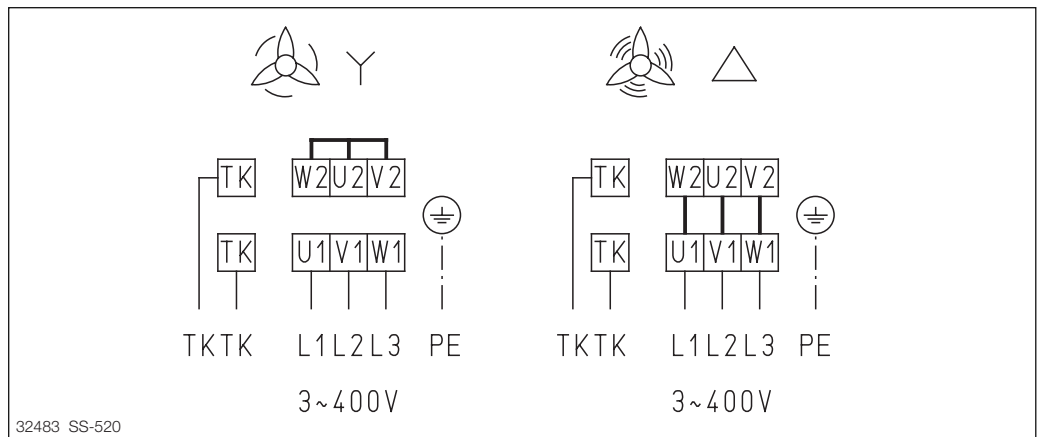 TK W2 U2 V2 TK W2 U2 V2
TK U1 V1 W1 TK U1 V1 W1
TK TK L1 L2 L3 PE TK TK L1 L2 L3 PE
3~400V 3~400V
32483 SS-520